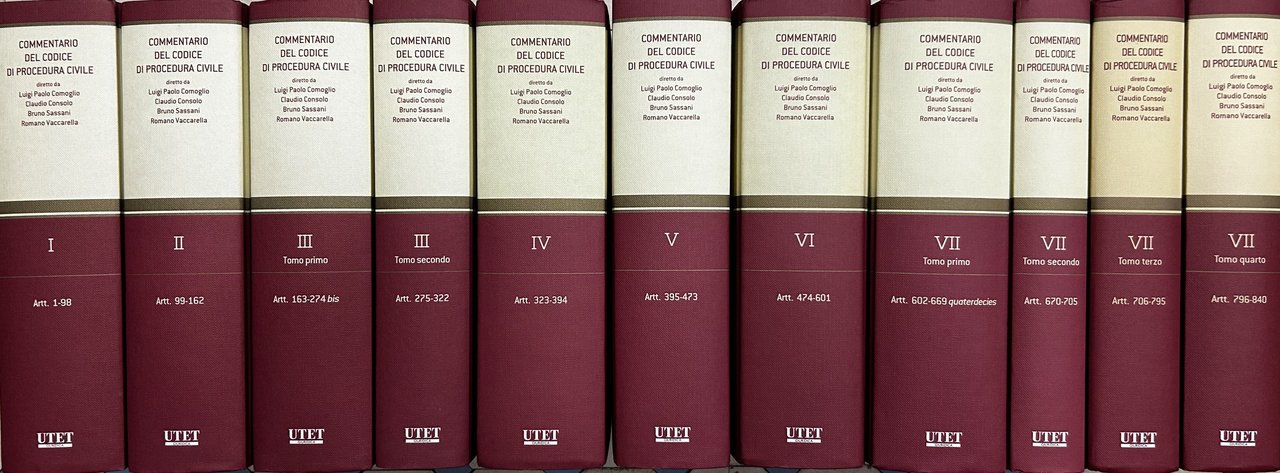 COMMENTARIO
DEL CODICE
DI PROCEDURA CIVILE
diretto da
Luigi Paolo Comoglio
Claudio Consolo
Bruno Sassani
Romano Vaccarella
I
Artt. 1-98
UTET
GIURIDICA
COMMENTARIO
DEL CODICE
DI PROCEDURA CIVILE
diretto da
Luigi Paolo Comoglio
Claudio Consolo
Bruno Sassani
Romano Vaccarella
II
Artt. 99-162
UTET
GIURIDICA
COMMENTARIO
DEL CODICE
DI PROCEDURA CIVILE
diretto da
Luigi Paolo Comoglio
Claudio Consolo
Bruno Sassani
Romano Vaccarella
III
Tomo primo
Artt. 163-274 bis
UTET
GIURIDICA
COMMENTARIO
DEL CODICE
DI PROCEDURA CIVILE
diretto da
Luigi Paolo Comoglio
Claudio Consolo
Bruno Sassani
Romano Vaccarella
III
Tomo secondo
Artt. 275-322
UTET
GIURIDICA
COMMENTARIO
DEL CODICE
DI PROCEDURA CIVILE
diretto da
Luigi Paolo Comoglio
Claudio Consolo
Bruno Sassani
Romano Vaccarella
IV
Artt. 323-394
UTET
GIURIDICA
COMMENTARIO
DEL CODICE
DI PROCEDURA CIVILE
diretto da
Luigi Paolo Comoglio
Claudio Consolo
Bruno Sassani
Romano Vaccarella
V
Artt. 395-473
UTET
GIURIDICA
COMMENTARIO
DEL CODICE
DI PROCEDURA CIVILE
diretto da
Luigi Paolo Comoglio
Claudio Consolo
Bruno Sassani
Romano Vaccarella
VI
Artt. 474-601
UTET
GIURIDICA
COMMENTARIO
DEL CODICE
DI PROCEDURA CIVILE
diretto da
Luigi Paolo Comoglio
Claudio Consolo
Bruno Sassani
Romano Vaccarella
VII
Tomo primo
Artt. 602-669 quaterdecies
UTET
GIURIDICA
COMMENTARIO
DEL CODICE
DI PROCEDURA CIVILE
diretto da
Luigi Paolo Comoglio
Claudio Consolo
Bruno Sassani
Romano Vaccarella
VII
Tomo secondo
Artt. 670-705
UTET
GIURIDICA
COMMENTARIO
DEL CODICE
DI PROCEDURA CIVILE
diretto da
Luigi Paolo Comoglio
Claudio Consolo
Bruno Sassani
Romano Vaccarella
VII
Tomo terzo
Artt. 706-795
UTET
GIURIDICA
COMMENTARIO
DEL CODICE
DI PROCEDURA CIVILE
diretto da
Luigi Paolo Comoglio
Claudio Consolo
Bruno Sassani
Romano Vaccarella
VII
Tomo quarto
Artt. 796-840
UTET
GIURIDICA